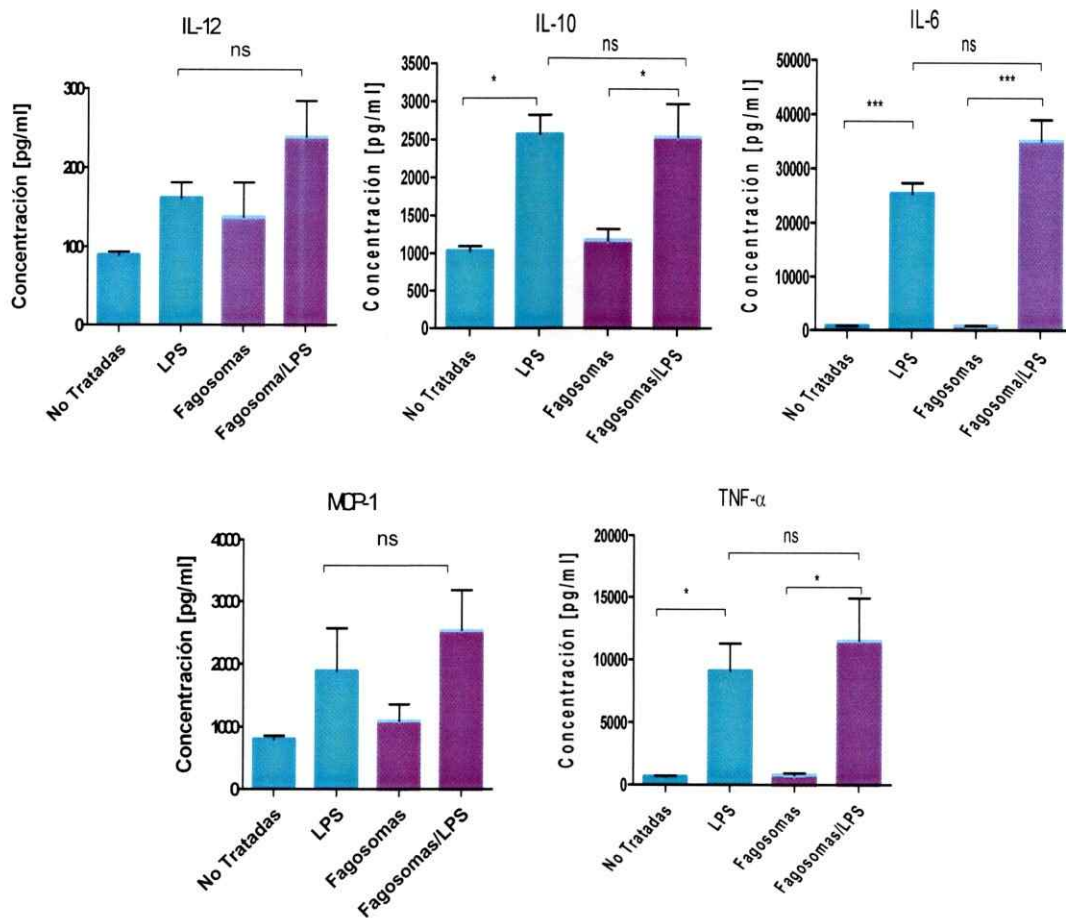 IL-12
ns
Concentración [pg/ml]
300
200
100
0
No Tratadas
LPS
Fagosomas
Fagosoma/LPS
IL-10
ns
*
*
Concentración [pg/ml]
3500
3000
2500
2000
1500
1000
500
0
No Tratadas
LPS
Fagosomas
Fagosomas/LPS
IL-6
ns
***
***
Concentración [pg/ml]
50000
40000
30000
20000
10000
0
No Tratadas
LPS
Fagosomas
Fagosoma/LPS
MCP-1
ns
Concentración [pg/ml]
4000
3000
2000
1000
0
No Tratadas
LPS
Fagosomas
Fagosomas/LPS
TNF-α
ns
*
*
Concentración [pg/ml]
20000
15000
10000
5000
0
No Tratadas
LPS
Fagosomas
Fagosomas/LPS